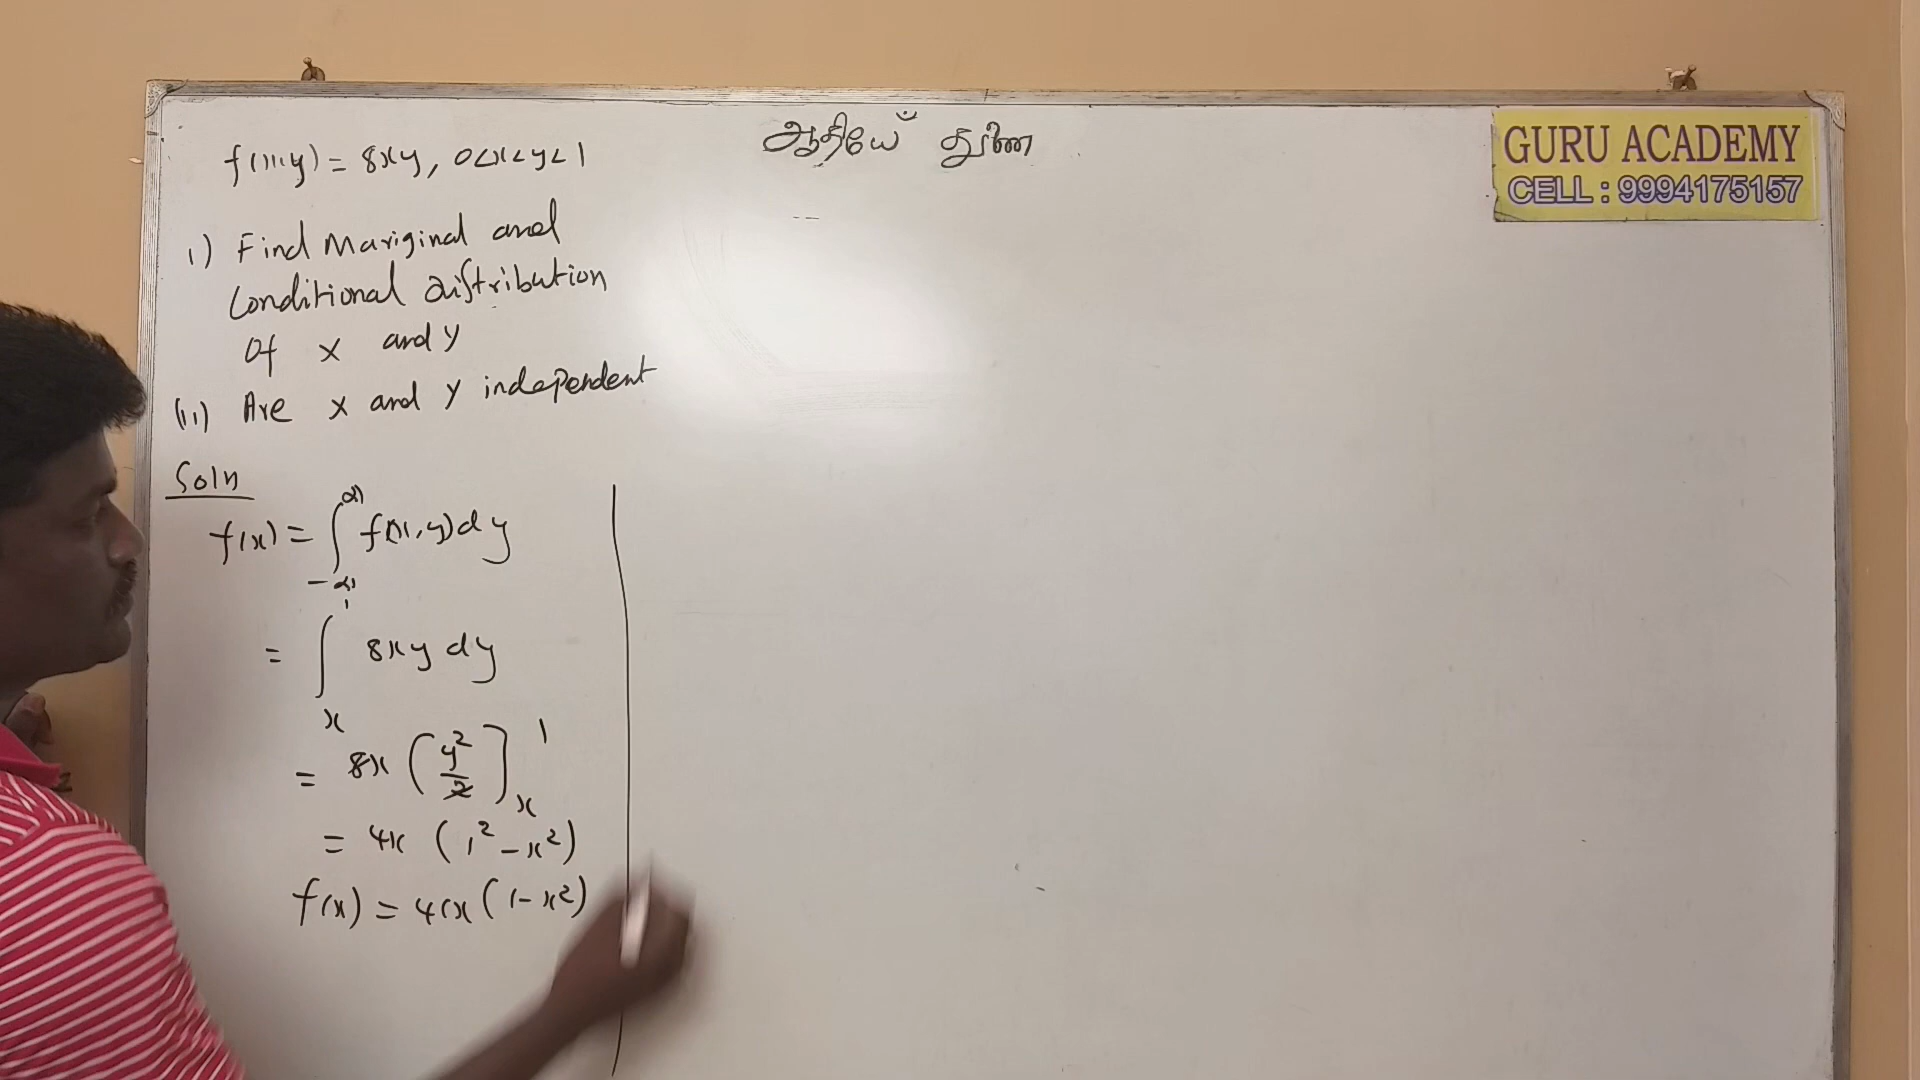 ஆதியே துணை
GURU ACADEMY
CELL : 9994175157
f(x,y) = 8xy, 0<x<y<1
i) Find Mariginal and
Conditional distribution
Of x and y
(ii) Are x and y independent
Soln
f(x) = ∫_{-∞}^{∞} f(x,y) dy
= ∫_{x}^{1} 8xy dy
= 8x (y²/2]_{x}^{1}
= 4x (1² - x²)
f(x) = 4x (1-x²)